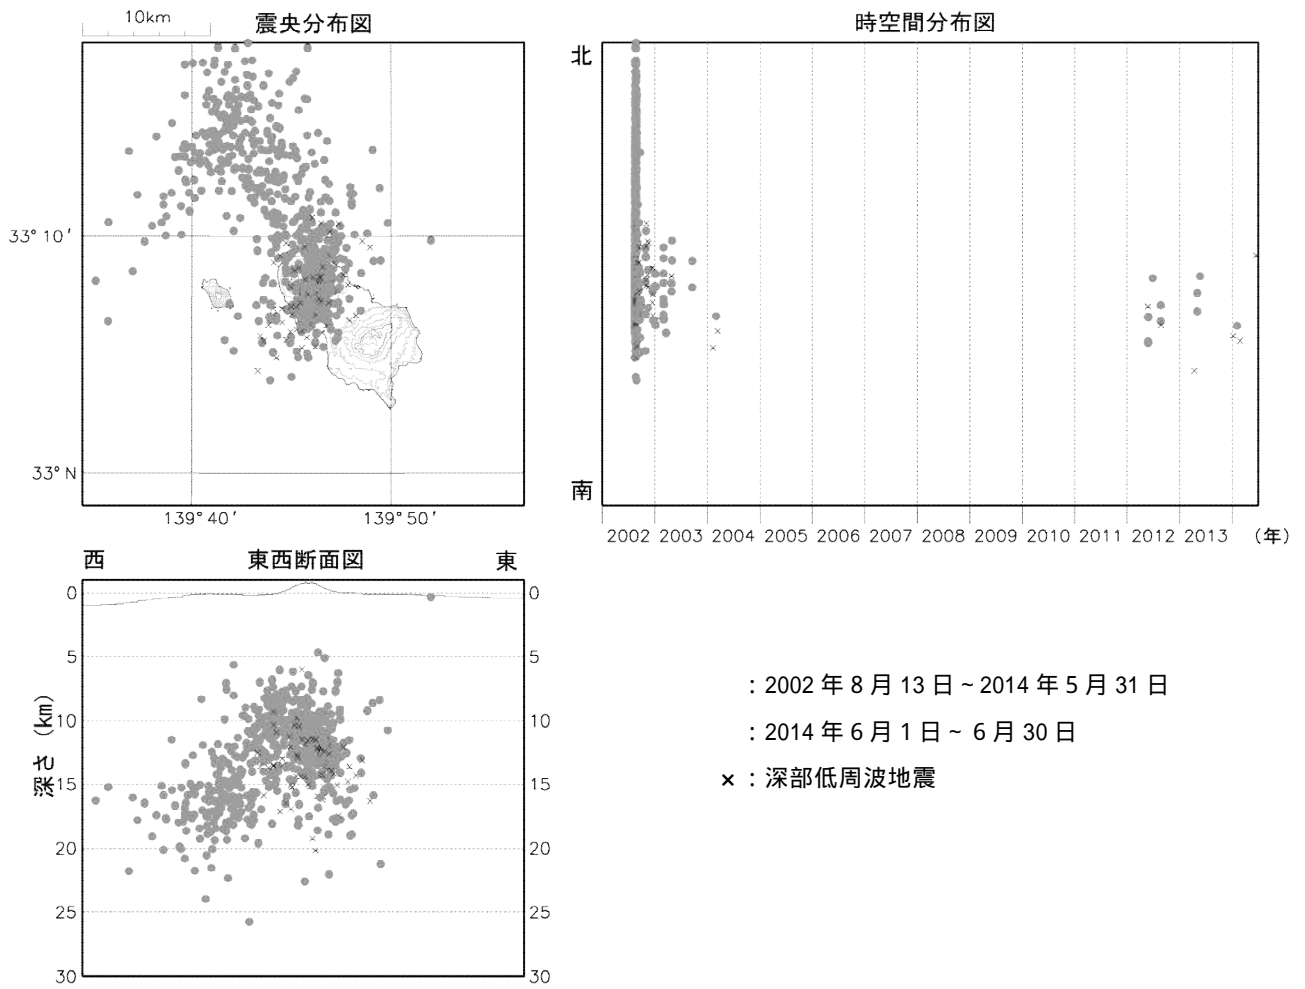 10km
震央分布図
33°10′
33°N
139°40′ 139°50′
時空間分布図
北
南
2002 2003 2004 2005 2006 2007 2008 2009 2010 2011 2012 2013 (年)
西 東西断面図 東
深さ (km)
0 0
5 5
10 10
15 15
20 20
25 25
30 30
：2002 年 8 月 13 日～2014 年 5 月 31 日
：2014 年 6 月 1 日～ 6 月 30 日
×：深部低周波地震